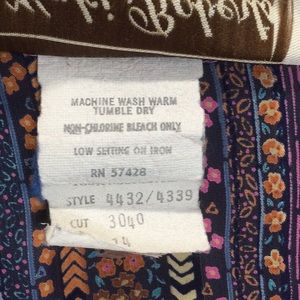 MACHINE WASH WARM
TUMBLE DRY
NON-CHLORINE BLEACH ONLY
LOW SETTING ON IRON
RN 57428
STYLE 4432/4339
CUT 3040
14